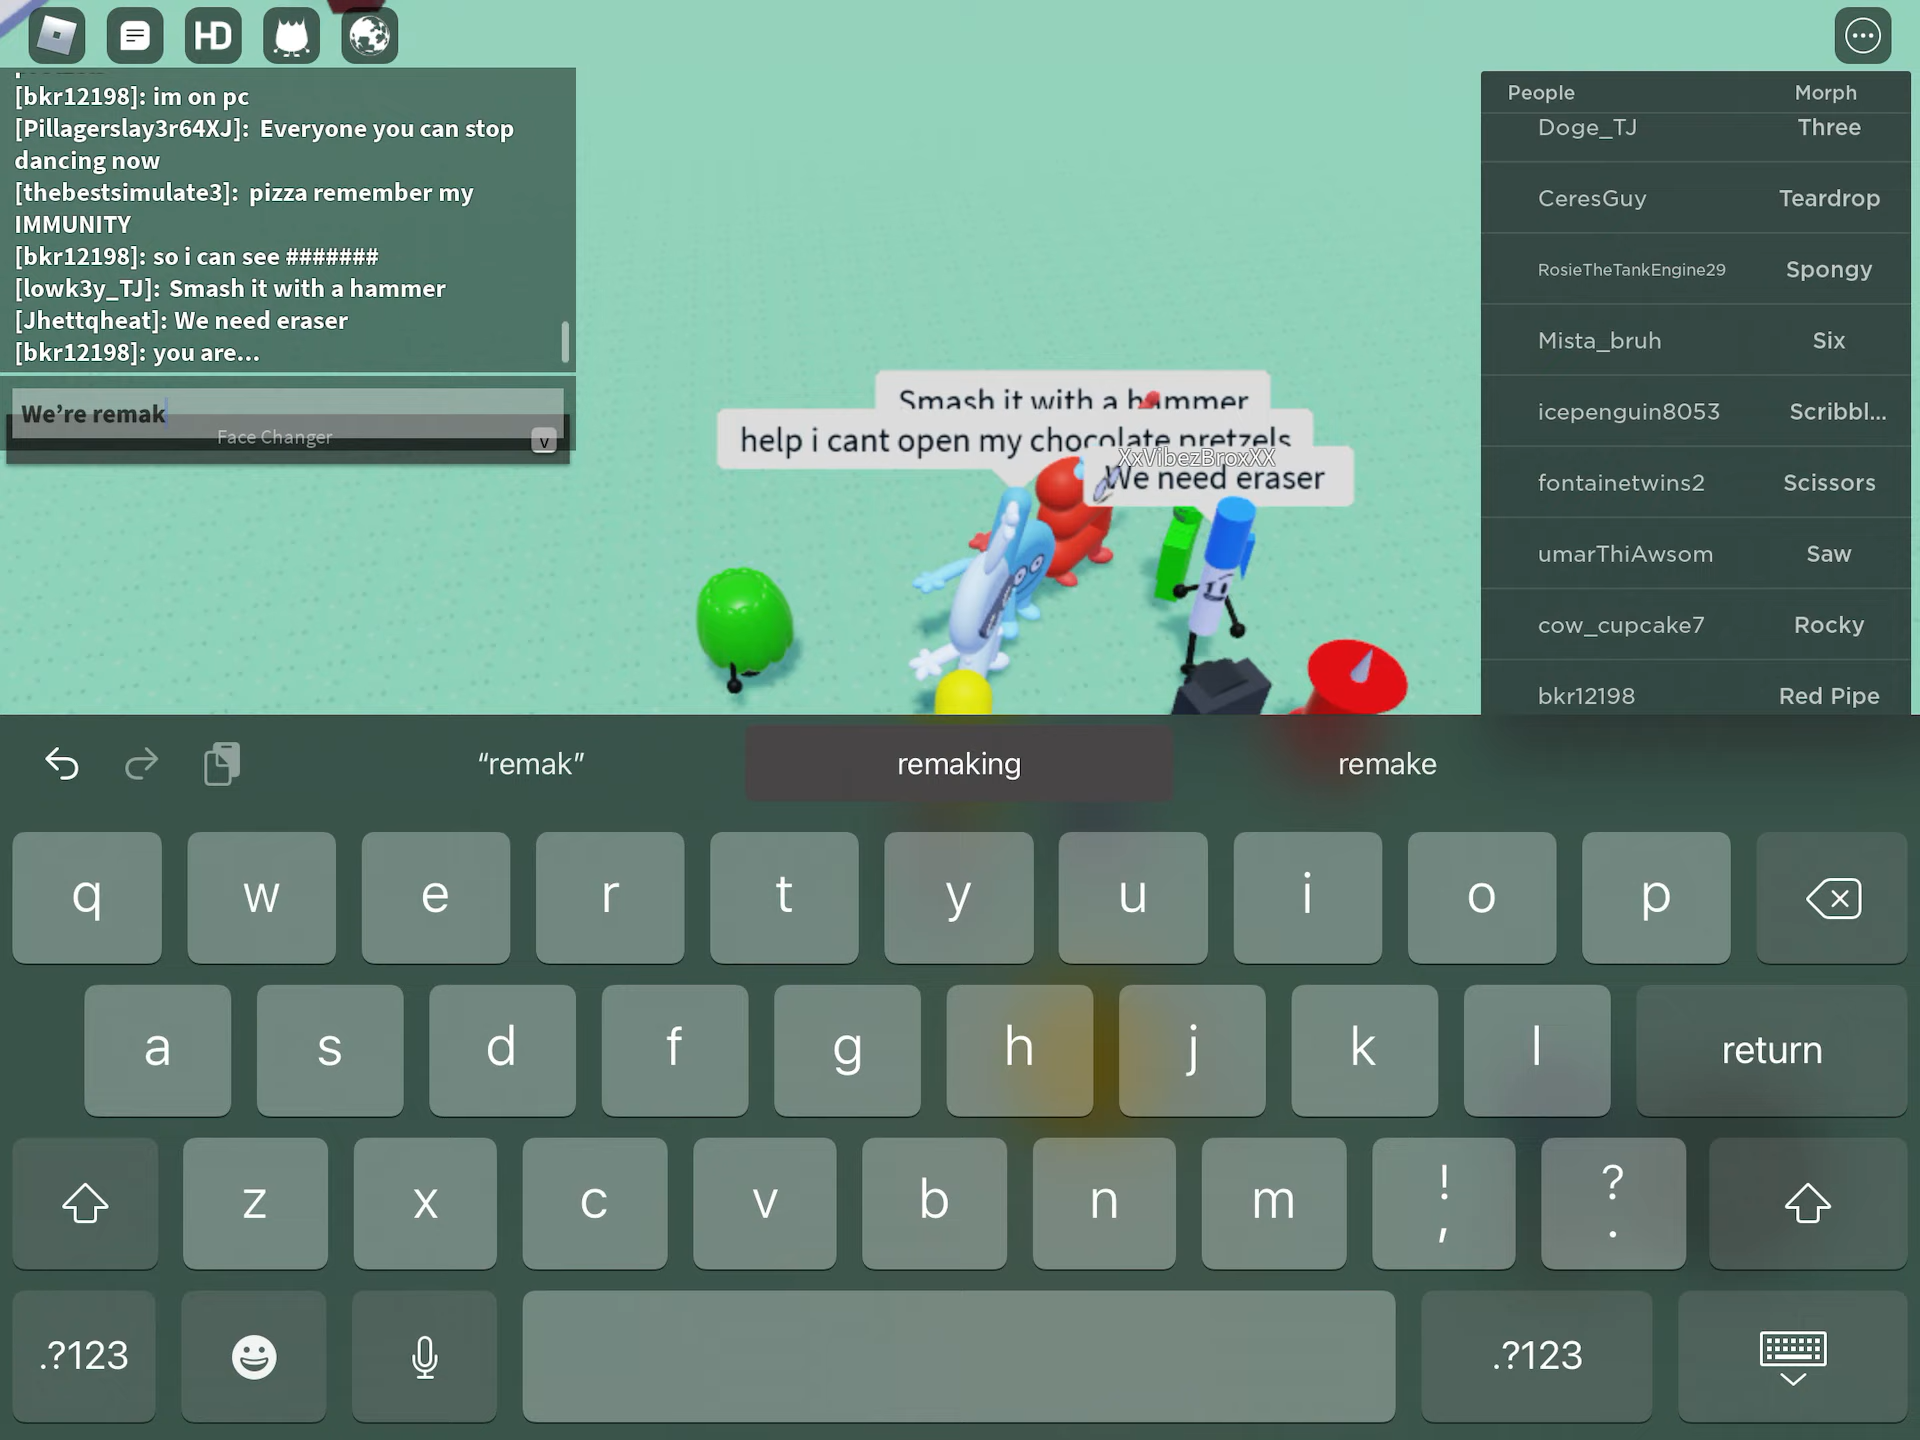 HD
[bkr12198]: im on pc
[Pillagerslay3r64XJ]: Everyone you can stop
dancing now
[thebestsimulate3]: pizza remember my
IMMUNITY
[bkr12198]: so i can see #######
[lowk3y_TJ]: Smash it with a hammer
[Jhettqheat]: We need eraser
[bkr12198]: you are...
We’re remak
Face Changer
v
Smash it with a hammer
help i cant open my chocolate pretzels
XxVibezBroxXX
We need eraser
People Morph
Doge_TJ Three
CeresGuy Teardrop
RosieTheTankEngine29 Spongy
Mista_bruh Six
icepenguin8053 Scribbl...
fontainetwins2 Scissors
umarThiAwsom Saw
cow_cupcake7 Rocky
bkr12198 Red Pipe
“remak” remaking remake
q w e r t y u i o p
a s d f g h j k l return
z x c v b n m ! , ? .
.?123 .?123